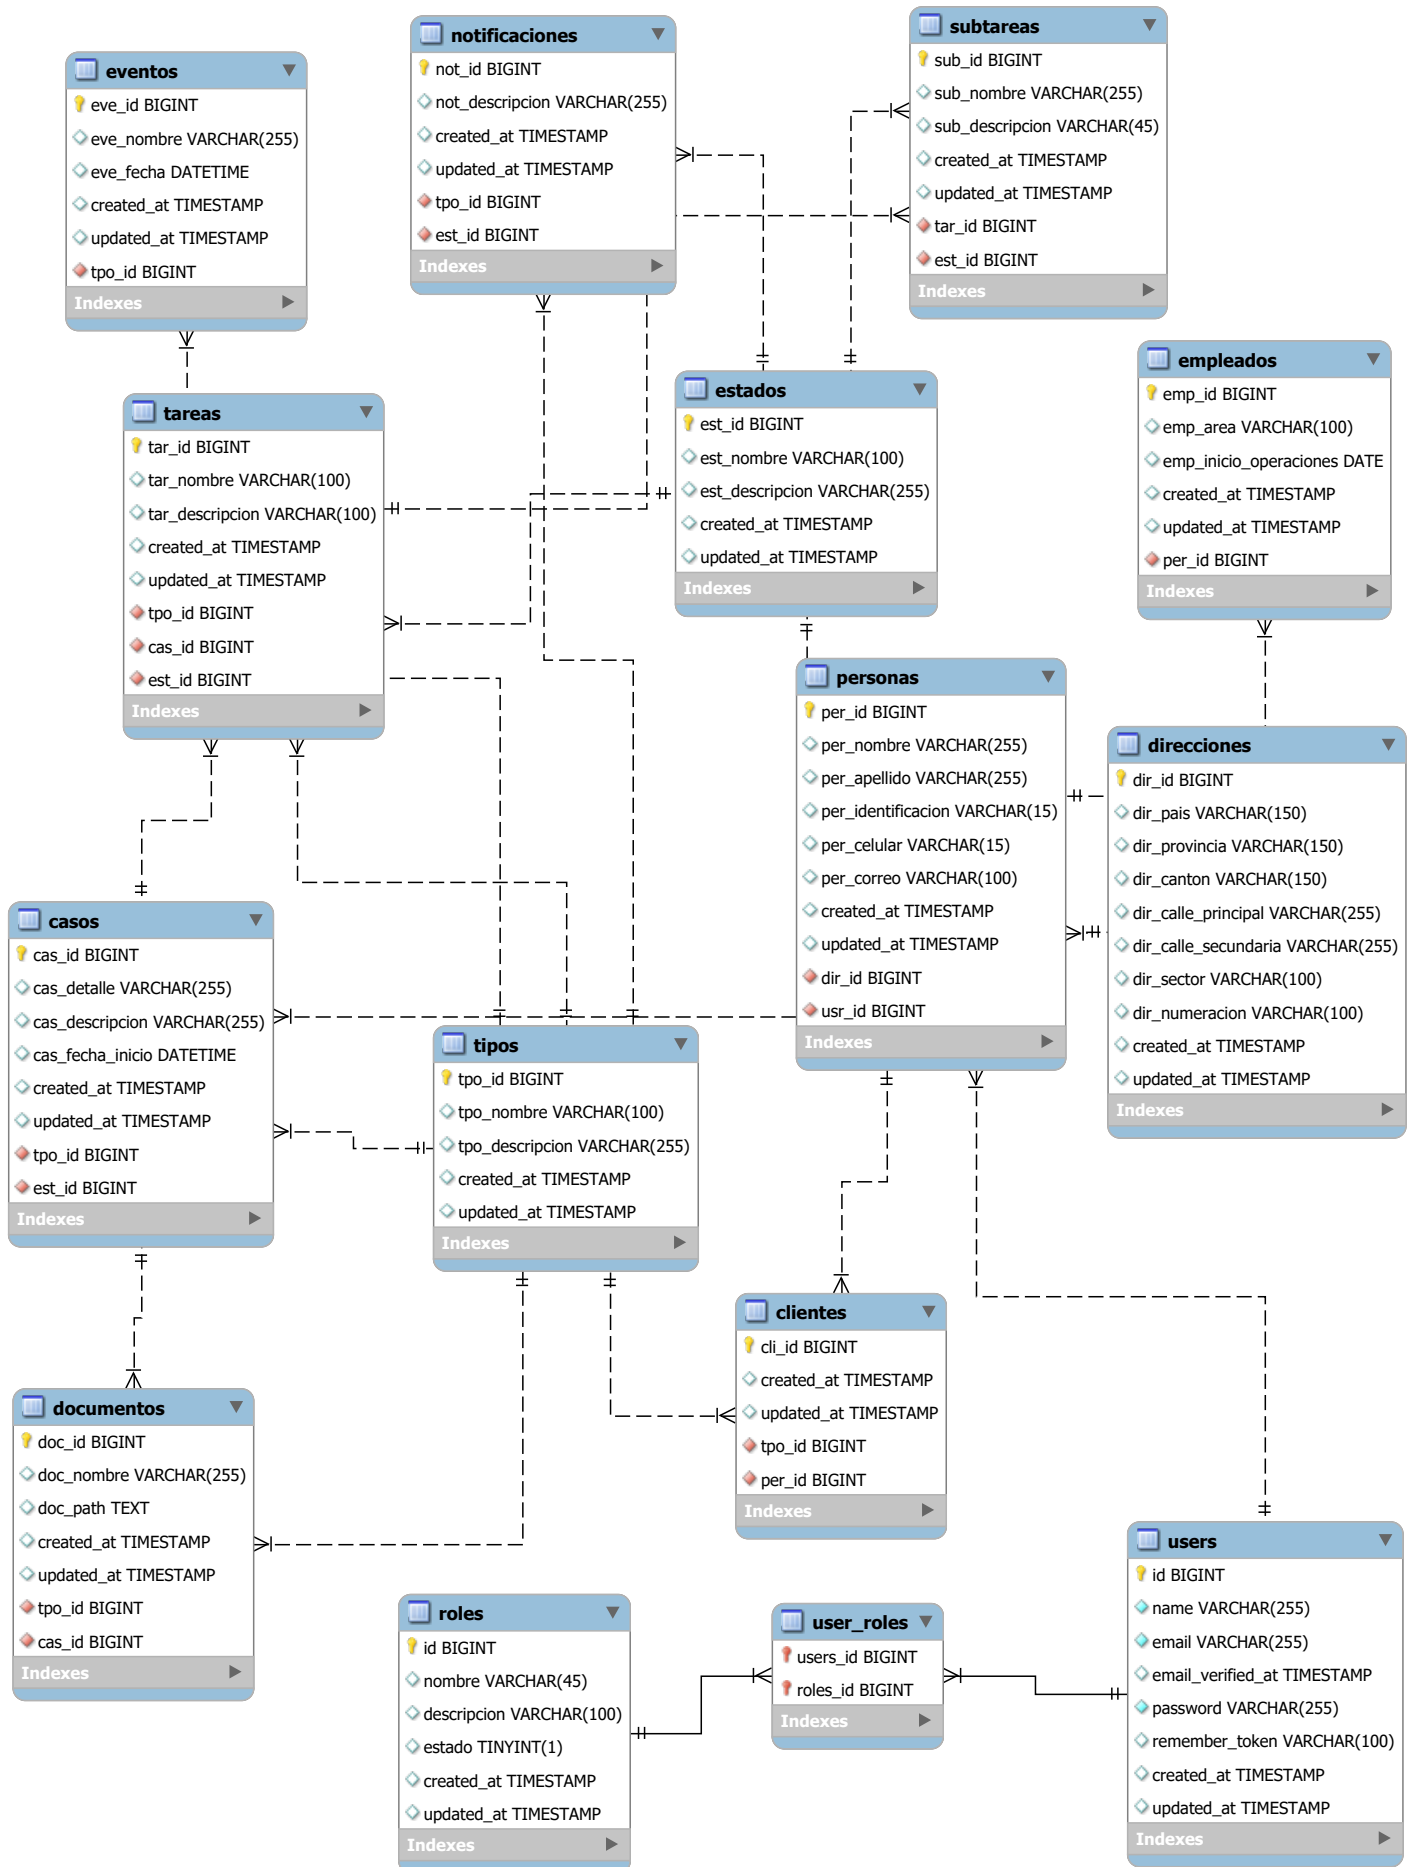 eventos
eve_id BIGINT
eve_nombre VARCHAR(255)
eve_fecha DATETIME
created_at TIMESTAMP
updated_at TIMESTAMP
tpo_id BIGINT
Indexes
notificaciones
not_id BIGINT
not_descripcion VARCHAR(255)
created_at TIMESTAMP
updated_at TIMESTAMP
tpo_id BIGINT
est_id BIGINT
Indexes
subtareas
sub_id BIGINT
sub_nombre VARCHAR(255)
sub_descripcion VARCHAR(45)
created_at TIMESTAMP
updated_at TIMESTAMP
tar_id BIGINT
est_id BIGINT
Indexes
tareas
tar_id BIGINT
tar_nombre VARCHAR(100)
tar_descripcion VARCHAR(100)
created_at TIMESTAMP
updated_at TIMESTAMP
tpo_id BIGINT
cas_id BIGINT
est_id BIGINT
Indexes
estados
est_id BIGINT
est_nombre VARCHAR(100)
est_descripcion VARCHAR(255)
created_at TIMESTAMP
updated_at TIMESTAMP
Indexes
empleados
emp_id BIGINT
emp_area VARCHAR(100)
emp_inicio_operaciones DATE
created_at TIMESTAMP
updated_at TIMESTAMP
per_id BIGINT
Indexes
personas
per_id BIGINT
per_nombre VARCHAR(255)
per_apellido VARCHAR(255)
per_identificacion VARCHAR(15)
per_celular VARCHAR(15)
per_correo VARCHAR(100)
created_at TIMESTAMP
updated_at TIMESTAMP
dir_id BIGINT
usr_id BIGINT
Indexes
direcciones
dir_id BIGINT
dir_pais VARCHAR(150)
dir_provincia VARCHAR(150)
dir_canton VARCHAR(150)
dir_calle_principal VARCHAR(255)
dir_calle_secundaria VARCHAR(255)
dir_sector VARCHAR(100)
dir_numeracion VARCHAR(100)
created_at TIMESTAMP
updated_at TIMESTAMP
Indexes
casos
cas_id BIGINT
cas_detalle VARCHAR(255)
cas_descripcion VARCHAR(255)
cas_fecha_inicio DATETIME
created_at TIMESTAMP
updated_at TIMESTAMP
tpo_id BIGINT
est_id BIGINT
Indexes
tipos
tpo_id BIGINT
tpo_nombre VARCHAR(100)
tpo_descripcion VARCHAR(255)
created_at TIMESTAMP
updated_at TIMESTAMP
Indexes
clientes
cli_id BIGINT
created_at TIMESTAMP
updated_at TIMESTAMP
tpo_id BIGINT
per_id BIGINT
Indexes
documentos
doc_id BIGINT
doc_nombre VARCHAR(255)
doc_path TEXT
created_at TIMESTAMP
updated_at TIMESTAMP
tpo_id BIGINT
cas_id BIGINT
Indexes
roles
id BIGINT
nombre VARCHAR(45)
descripcion VARCHAR(100)
estado TINYINT(1)
created_at TIMESTAMP
updated_at TIMESTAMP
Indexes
user_roles
users_id BIGINT
roles_id BIGINT
Indexes
users
id BIGINT
name VARCHAR(255)
email VARCHAR(255)
email_verified_at TIMESTAMP
password VARCHAR(255)
remember_token VARCHAR(100)
created_at TIMESTAMP
updated_at TIMESTAMP
Indexes